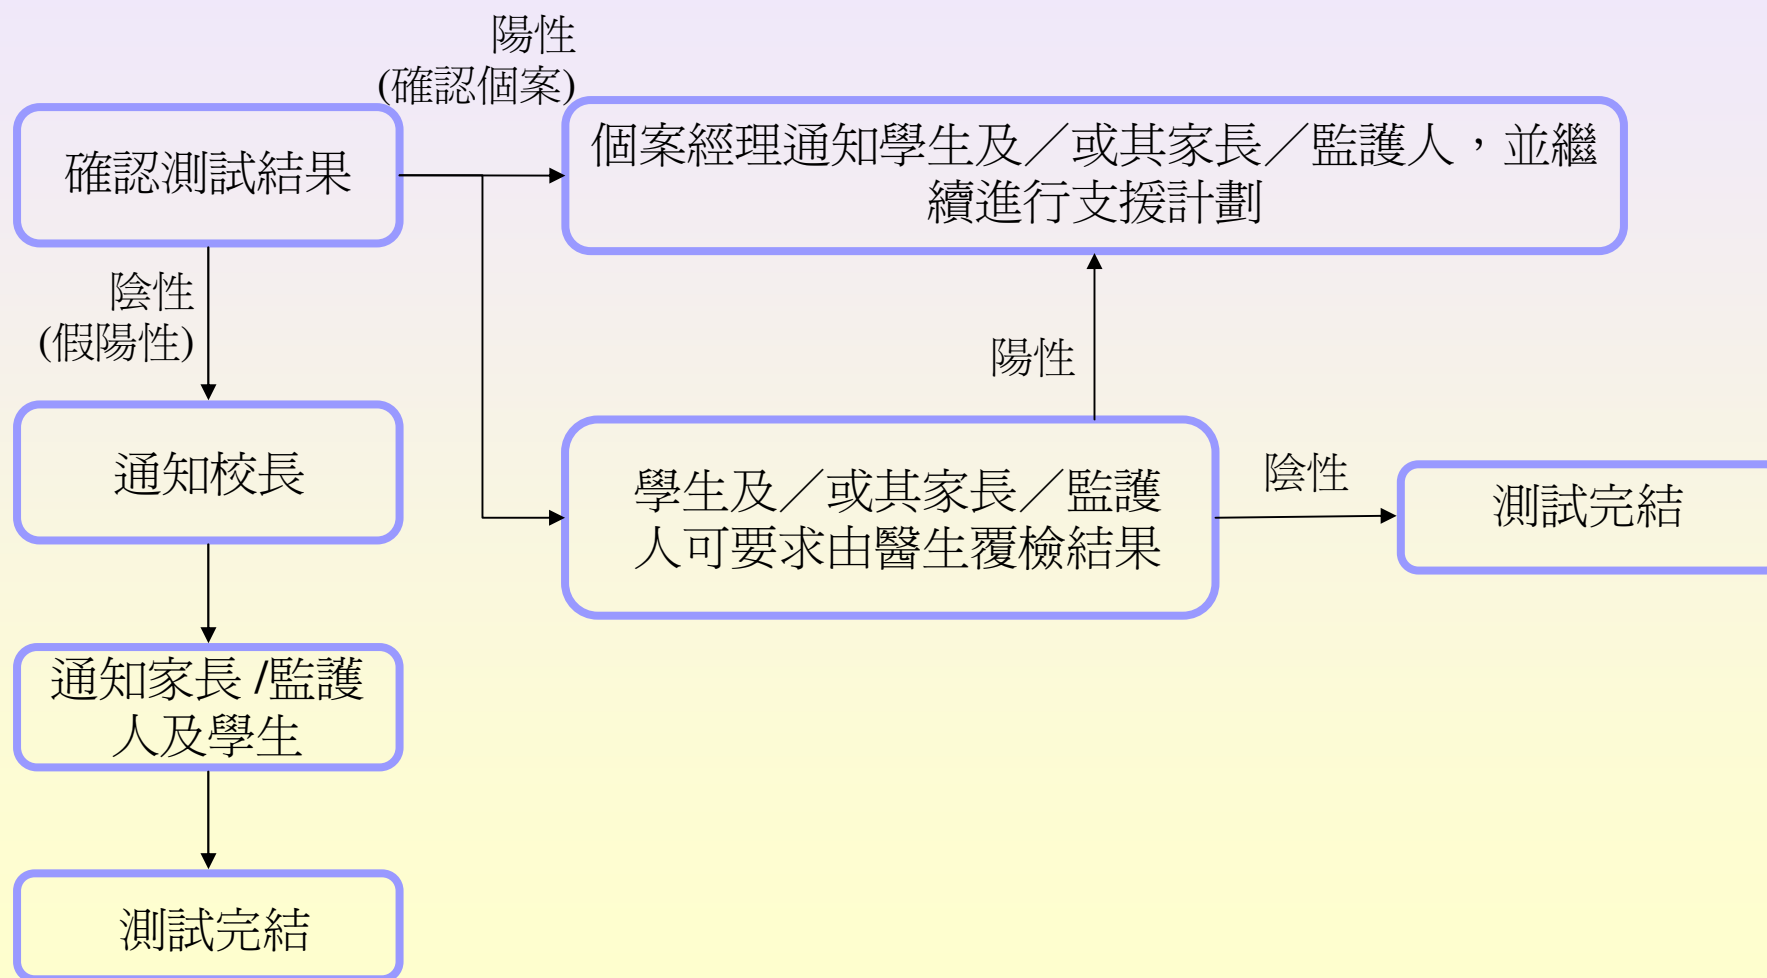 陽性
(確認個案)
確認測試結果
個案經理通知學生及／或其家長／監護人，並繼
續進行支援計劃
陰性
(假陽性)
陽性
通知校長
學生及／或其家長／監護
人可要求由醫生覆檢結果
陰性
測試完結
通知家長 /監護
人及學生
測試完結